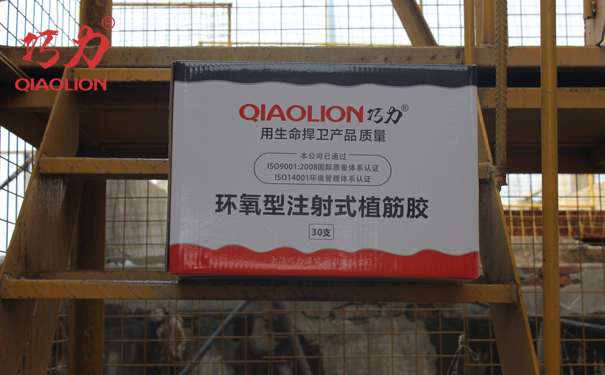 巧力®
QIAOLION
QIAOLION 巧力®
用生命捍卫产品质量
本公司已通过
ISO9001:2008国际质量体系认证
ISO14001环境管理体系认证
环氧型注射式植筋胶
30支